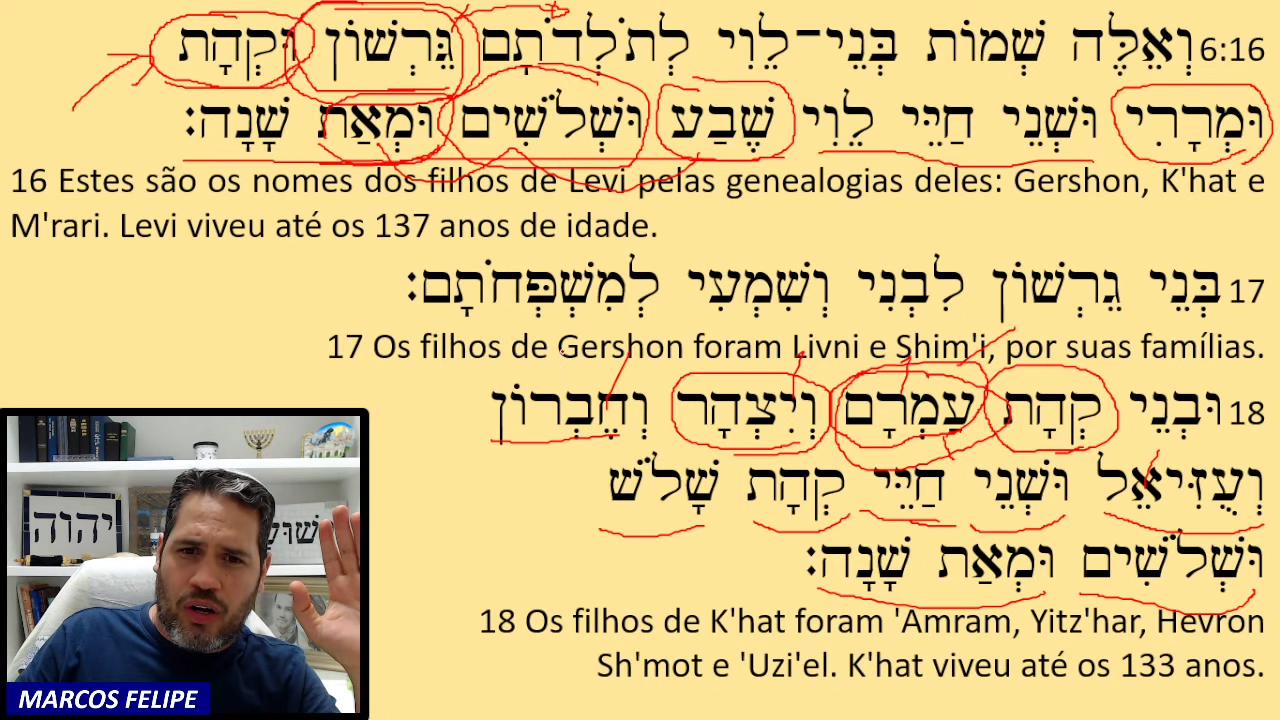 6:16 וְאֵלֶּה שְׁמוֹת בְּנֵי־לֵוִי לְתֹלְדֹתָם גֵּרְשׁוֹן וּקְהָת
וּמְרָרִי וּשְׁנֵי חַיֵּי לֵוִי שֶׁבַע וּשְׁלֹשִׁים וּמְאַת שָׁנָה׃
16 Estes são os nomes dos filhos de Levi pelas genealogias deles: Gershon, K'hat e
M'rari. Levi viveu até os 137 anos de idade.
17 בְּנֵי גֵרְשׁוֹן לִבְנִי וְשִׁמְעִי לְמִשְׁפְּחֹתָם׃
17 Os filhos de Gershon foram Livni e Shim'i, por suas famílias.
18 וּבְנֵי קְהָת עַמְרָם וְיִצְהָר וְחֶבְרוֹן
וְעֻזִּיאֵל וּשְׁנֵי חַיֵּי קְהָת שָׁלֹשׁ
וּשְׁלֹשִׁים וּמְאַת שָׁנָה׃
18 Os filhos de K'hat foram 'Amram, Yitz'har, Hevron
Sh'mot e 'Uzi'el. K'hat viveu até os 133 anos.
יהוה
MARCOS FELIPE